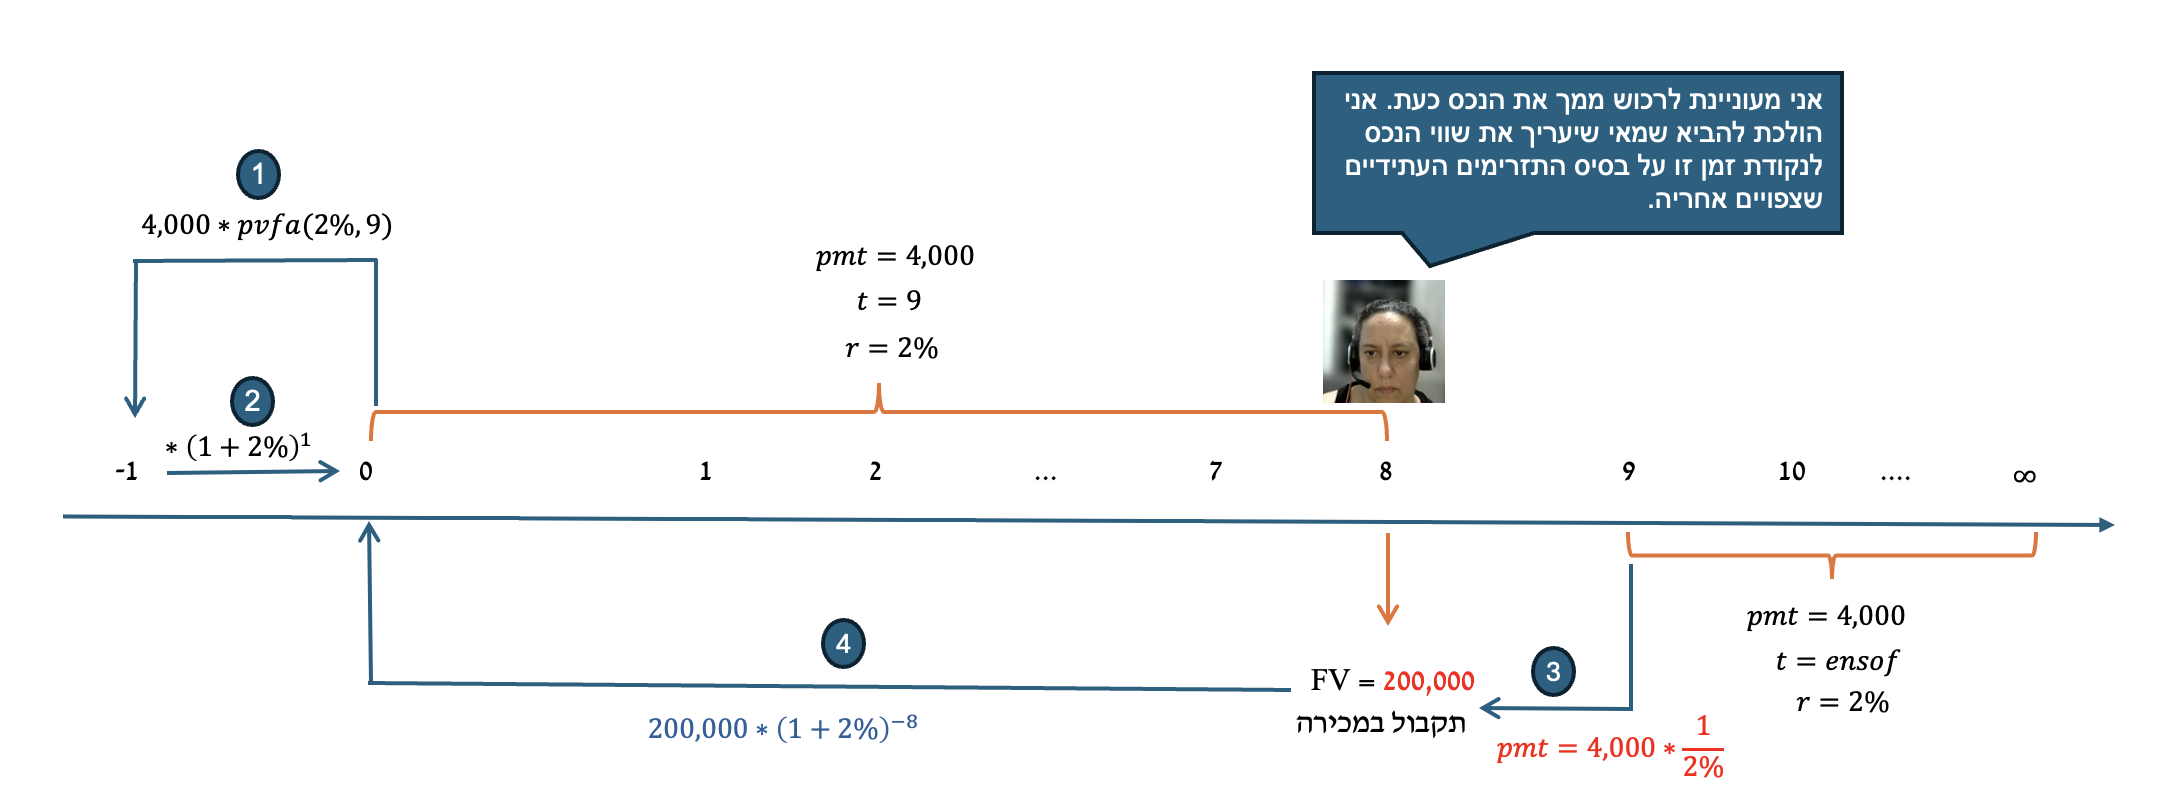 אני מעוניינת לרכוש ממך את הנכס כעת. אני
הולכת להביא שמאי שיעריך את שווי הנכס
לנקודת זמן זו על בסיס התזרימים העתידיים
שצפויים אחריה.
1
4,000 ∗ pvfa(2%, 9)
pmt = 4,000
t = 9
r = 2%
2
∗ (1 + 2%)^1
-1 0 1 2 ... 7 8 9 10 .... ∞
4
200,000 ∗ (1 + 2%)^−8
FV = 200,000
תקבול במכירה
3
pmt = 4,000 ∗ 1/2%
pmt = 4,000
t = ensof
r = 2%